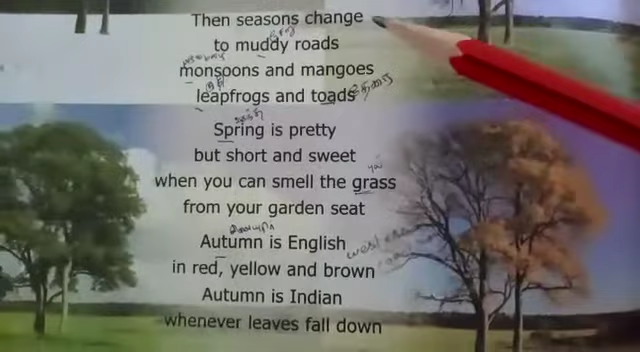 Then seasons change
to muddy roads
monsoons and mangoes
leapfrogs and toads
Spring is pretty
but short and sweet
when you can smell the grass
from your garden seat
Autumn is English
in red, yellow and brown
Autumn is Indian
whenever leaves fall down